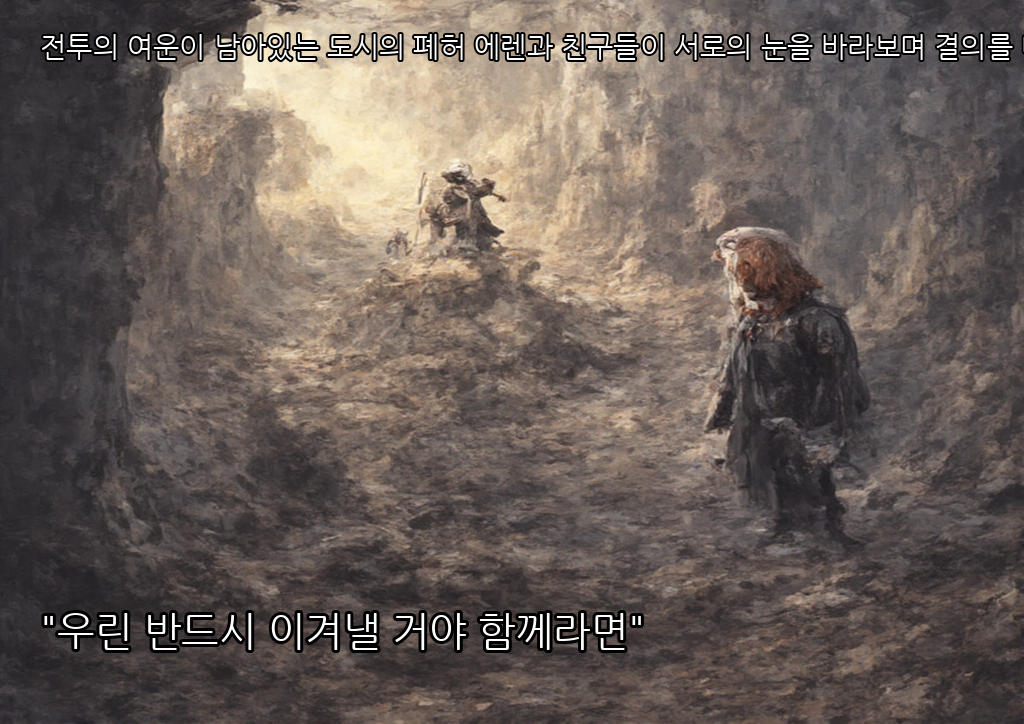 전투의 여운이 남아있는 도시의 폐허 에렌과 친구들이 서로의 눈을 바라보며 결의를
"우린 반드시 이겨낼 거야 함께라면"